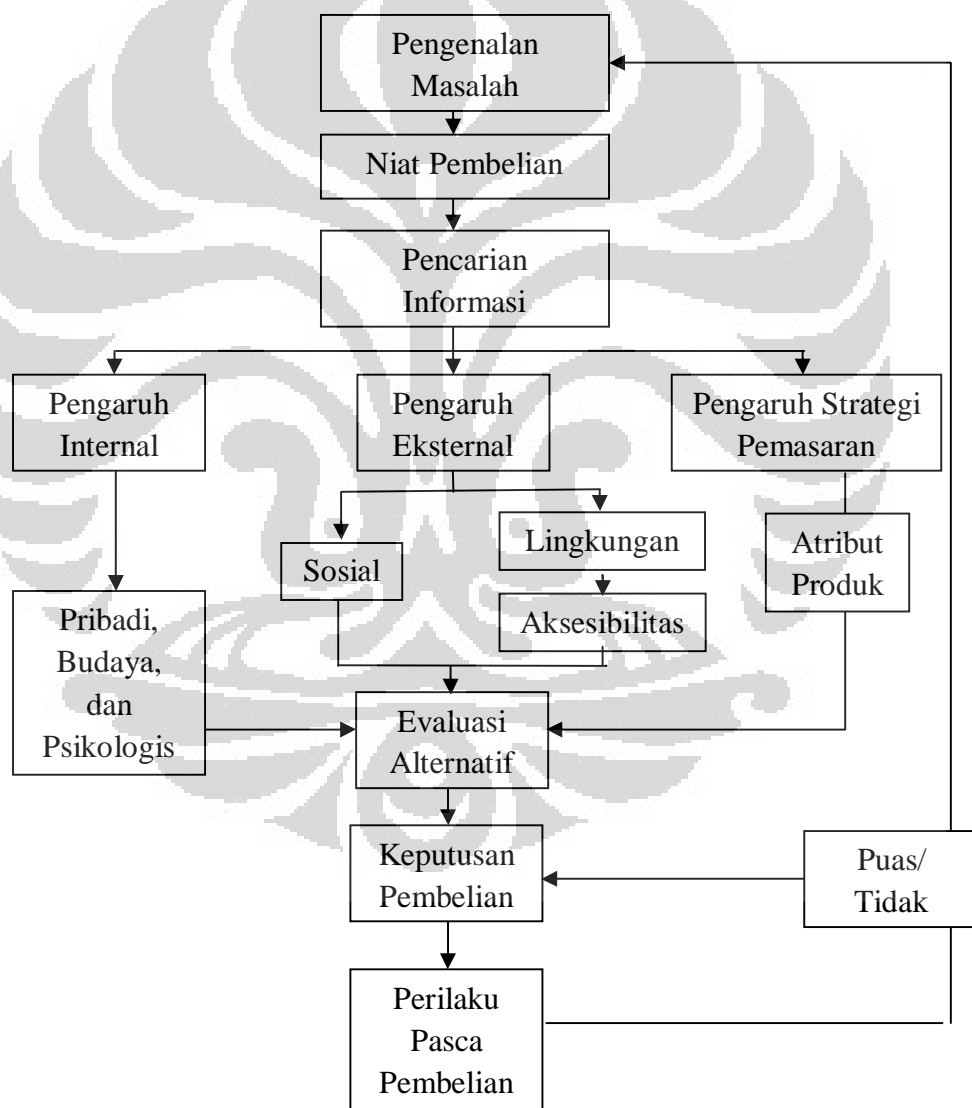 Pengenalan
Masalah
Niat Pembelian
Pencarian
Informasi
Pengaruh
Internal
Pengaruh
Eksternal
Pengaruh Strategi
Pemasaran
Sosial
Lingkungan
Aksesibilitas
Atribut
Produk
Pribadi,
Budaya,
dan
Psikologis
Evaluasi
Alternatif
Keputusan
Pembelian
Puas/
Tidak
Perilaku
Pasca
Pembelian